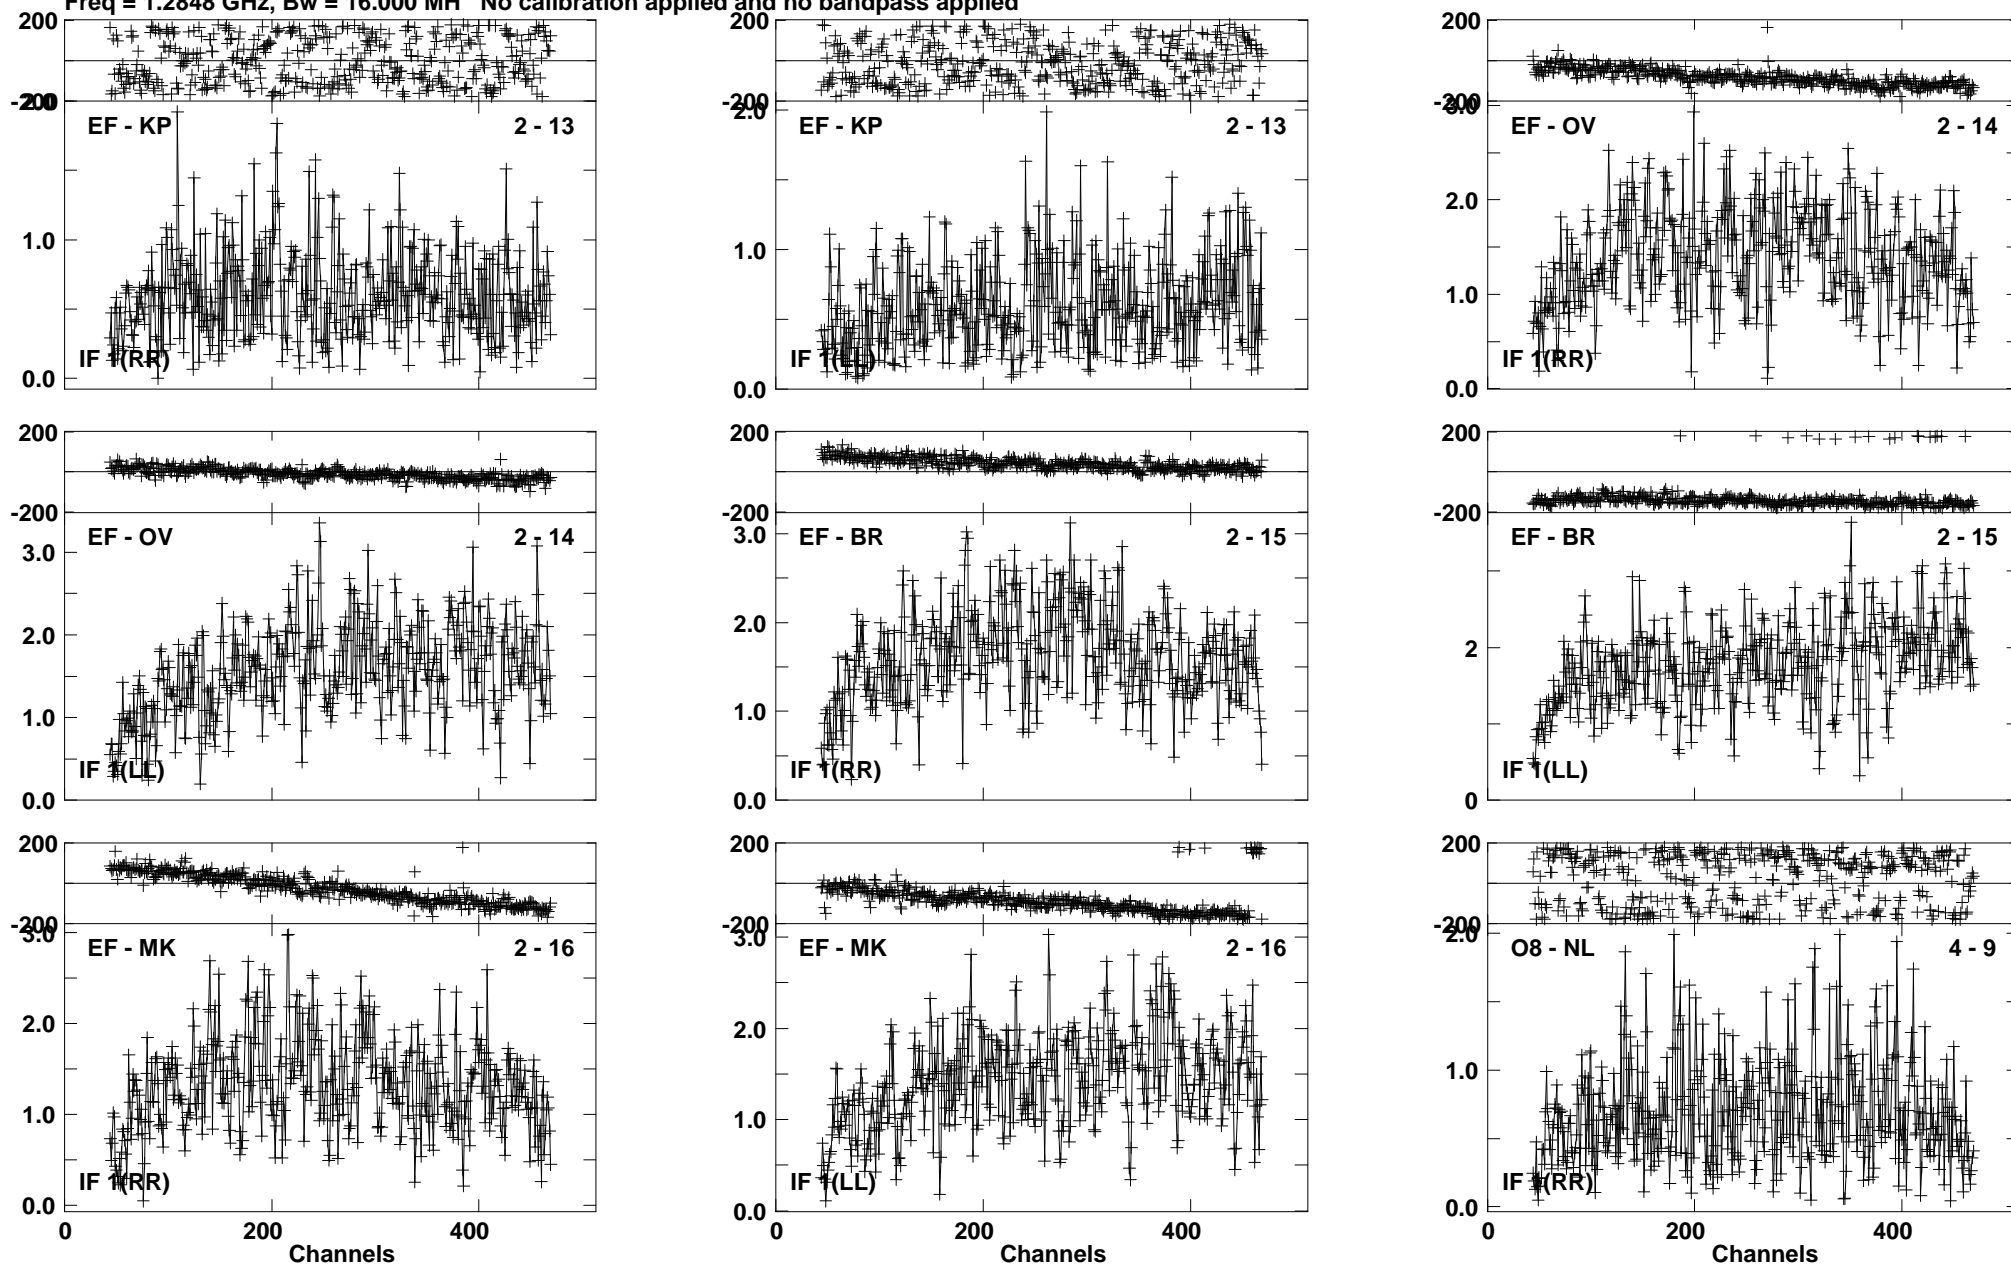 Freq = 1.2848 GHz, Bw = 16.000 MH No calibration applied and no bandpass applied
200 200 200
-200 -200 -200
2.0 2.0 3.0
EF - KP 2 - 13 EF - KP 2 - 13 EF - OV 2 - 14
2.0
1.0 1.0 1.0
IF 1(RR) IF 1(LL) IF 1(RR)
0.0 0.0 0.0
200 200 200
-200 -200 -200
EF - OV 2 - 14 EF - BR 2 - 15 EF - BR 2 - 15
3.0 3.0
2.0 2.0 2
1.0 1.0
IF 1(LL) IF 1(RR) IF 1(LL)
0.0 0.0 0
200 200 200
-200 -200 -200
3.0 3.0 2.0
EF - MK 2 - 16 EF - MK 2 - 16 O8 - NL 4 - 9
2.0 2.0
1.0 1.0 1.0
IF 1(RR) IF 1(LL) IF 1(RR)
0.0 0.0 0.0
0 200 400 0 200 400 0 200 400
Channels Channels Channels